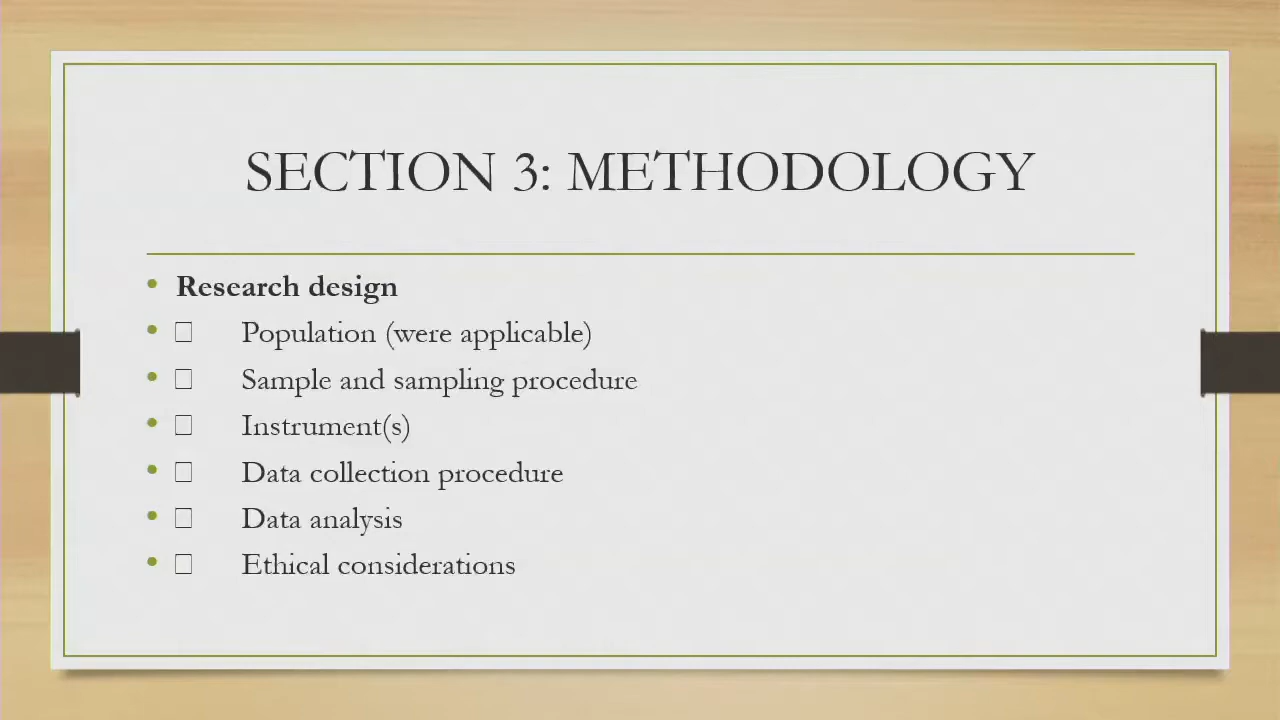 SECTION 3: METHODOLOGY
• Research design
• □ Population (were applicable)
• □ Sample and sampling procedure
• □ Instrument(s)
• □ Data collection procedure
• □ Data analysis
• □ Ethical considerations